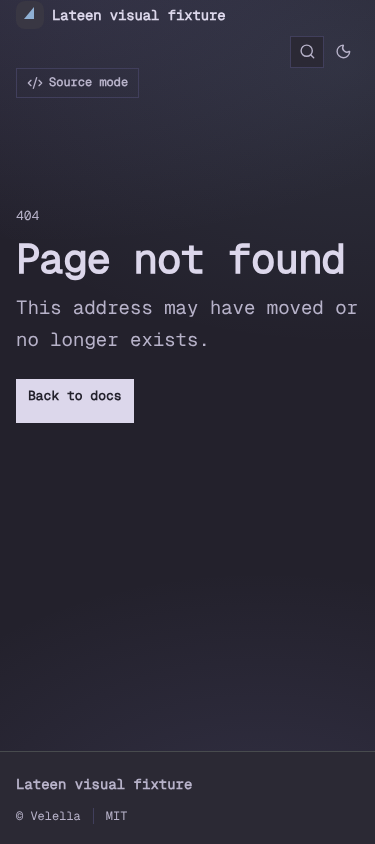 Lateen visual fixture
</> Source mode
404
Page not found
This address may have moved or
no longer exists.
Back to docs
Lateen visual fixture
© Velella MIT